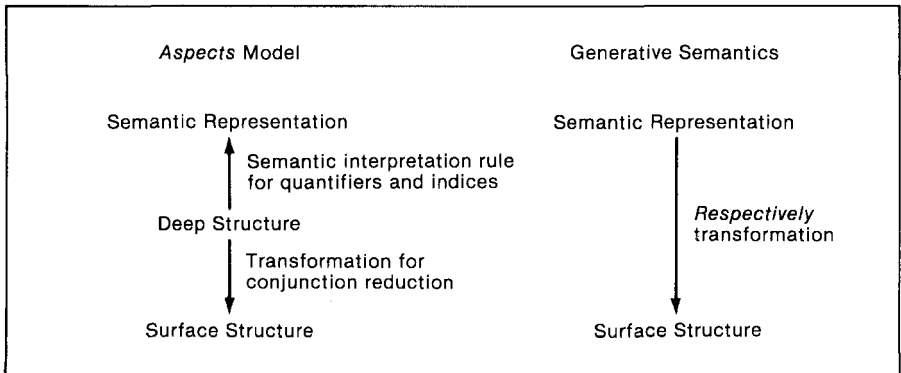 Aspects Model
Semantic Representation
Semantic interpretation rule
for quantifiers and indices
Deep Structure
Transformation for
conjunction reduction
Surface Structure
Generative Semantics
Semantic Representation
Respectively
transformation
Surface Structure